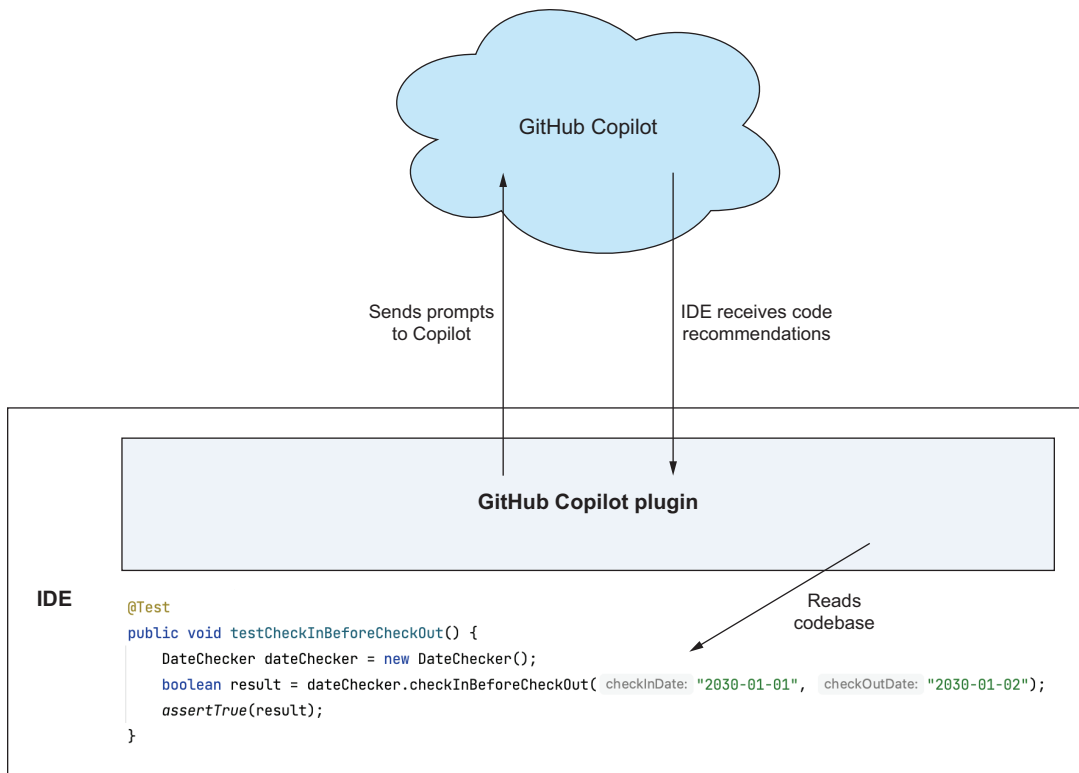 GitHub Copilot
Sends prompts
to Copilot
IDE receives code
recommendations
GitHub Copilot plugin
IDE
Reads
codebase
@Test
public void testCheckInBeforeCheckOut() {
    DateChecker dateChecker = new DateChecker();
    boolean result = dateChecker.checkInBeforeCheckOut( checkInDate: "2030-01-01", checkOutDate: "2030-01-02");
    assertTrue(result);
}